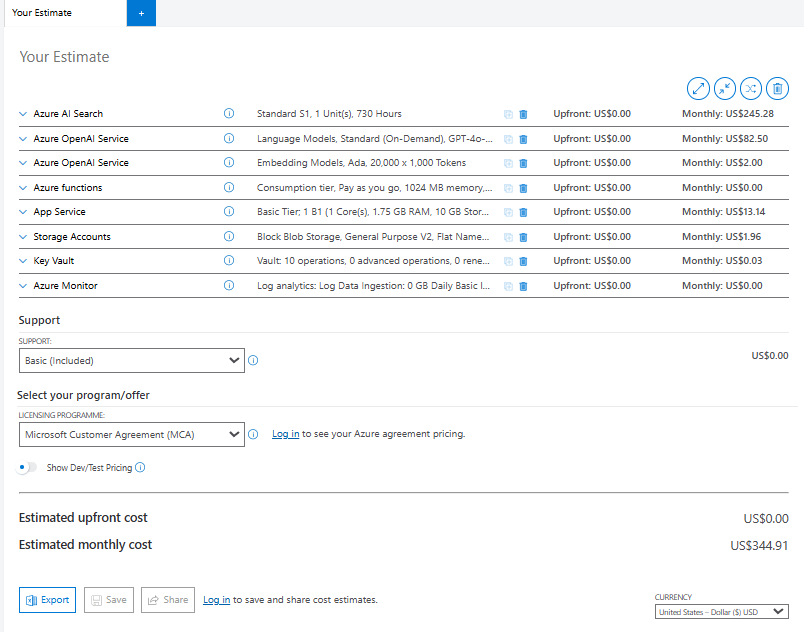 Your Estimate +
Your Estimate
Azure AI Search Standard S1, 1 Unit(s), 730 Hours Upfront: US$0.00 Monthly: US$245.28
Azure OpenAI Service Language Models, Standard (On-Demand), GPT-4o-... Upfront: US$0.00 Monthly: US$82.50
Azure OpenAI Service Embedding Models, Ada, 20,000 x 1,000 Tokens Upfront: US$0.00 Monthly: US$2.00
Azure functions Consumption tier, Pay as you go, 1024 MB memory,... Upfront: US$0.00 Monthly: US$0.00
App Service Basic Tier; 1 B1 (1 Core(s), 1.75 GB RAM, 10 GB Stor... Upfront: US$0.00 Monthly: US$13.14
Storage Accounts Block Blob Storage, General Purpose V2, Flat Name... Upfront: US$0.00 Monthly: US$1.96
Key Vault Vault: 10 operations, 0 advanced operations, 0 rene... Upfront: US$0.00 Monthly: US$0.03
Azure Monitor Log analytics: Log Data Ingestion: 0 GB Daily Basic l... Upfront: US$0.00 Monthly: US$0.00
Support
SUPPORT:
Basic (Included) US$0.00
Select your program/offer
LICENSING PROGRAMME:
Microsoft Customer Agreement (MCA) Log in to see your Azure agreement pricing.
Show Dev/Test Pricing
Estimated upfront cost US$0.00
Estimated monthly cost US$344.91
Export Save Share Log in to save and share cost estimates.
CURRENCY
United States – Dollar ($) USD